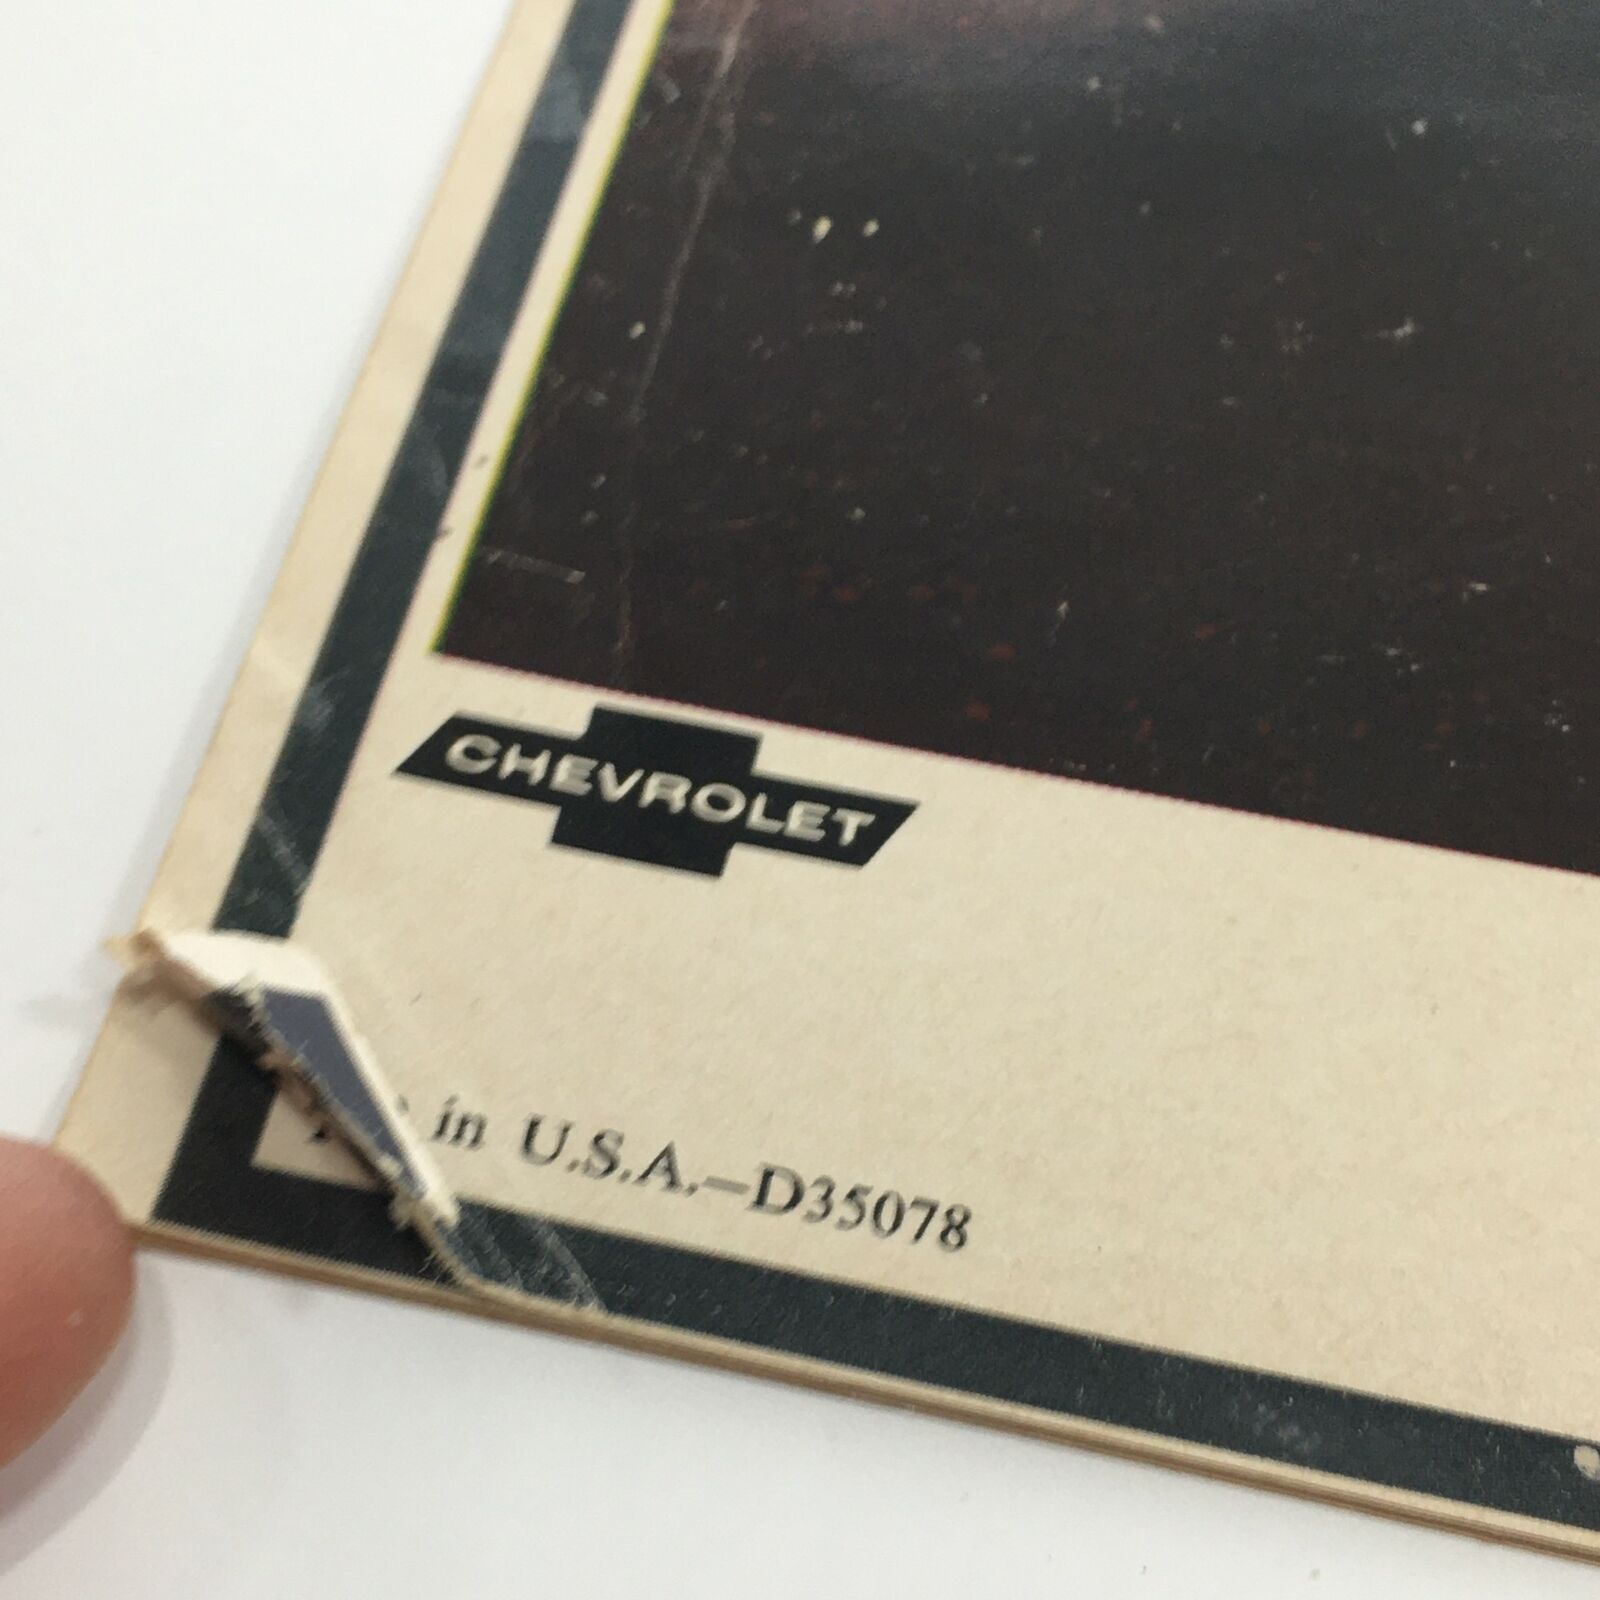 CHEVROLET
in U.S.A.—D35078